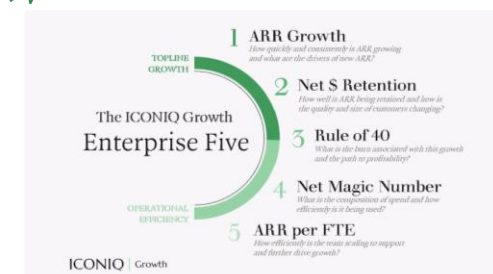 1 ARR Growth
How quickly and consistently is ARR growing
and what are the drivers of new ARR?
TOPLINE
GROWTH
2 Net $ Retention
How well is ARR being retained and how is
the quality and size of customers changing?
The ICONIQ Growth
Enterprise Five
3 Rule of 40
What is the burn associated with this growth
and the path to profitability?
4 Net Magic Number
What is the composition of spend and how
efficiently is it being used?
OPERATIONAL
EFFICIENCY
5 ARR per FTE
How efficiently is the team scaling to support
and further drive growth?
ICONIQ | Growth